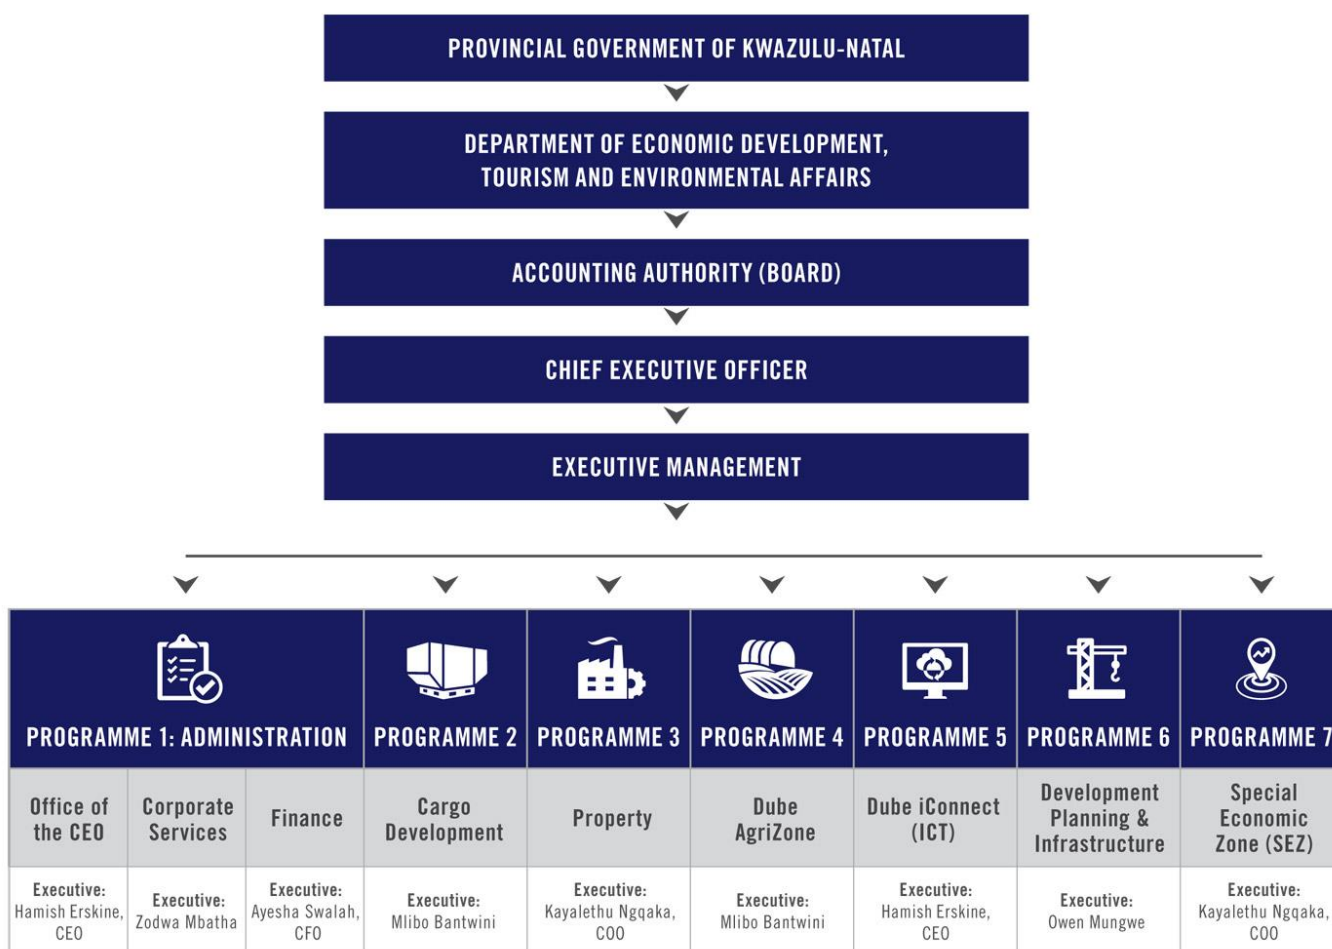 PROVINCIAL GOVERNMENT OF KWAZULU-NATAL
DEPARTMENT OF ECONOMIC DEVELOPMENT,
TOURISM AND ENVIRONMENTAL AFFAIRS
ACCOUNTING AUTHORITY (BOARD)
CHIEF EXECUTIVE OFFICER
EXECUTIVE MANAGEMENT
PROGRAMME 1: ADMINISTRATION
Office of
the CEO
Executive:
Hamish Erskine,
CEO
Corporate
Services
Executive:
Zodwa Mbatha
Finance
Executive:
Ayesha Swalah,
CFO
PROGRAMME 2
Cargo
Development
Executive:
Mlibo Bantwini
PROGRAMME 3
Property
Executive:
Kayalethu Ngqaka,
COO
PROGRAMME 4
Dube
AgriZone
Executive:
Mlibo Bantwini
PROGRAMME 5
Dube iConnect
(ICT)
Executive:
Hamish Erskine,
CEO
PROGRAMME 6
Development
Planning &
Infrastructure
Executive:
Owen Mungwe
PROGRAMME 7
Special
Economic
Zone (SEZ)
Executive:
Kayalethu Ngqaka,
COO